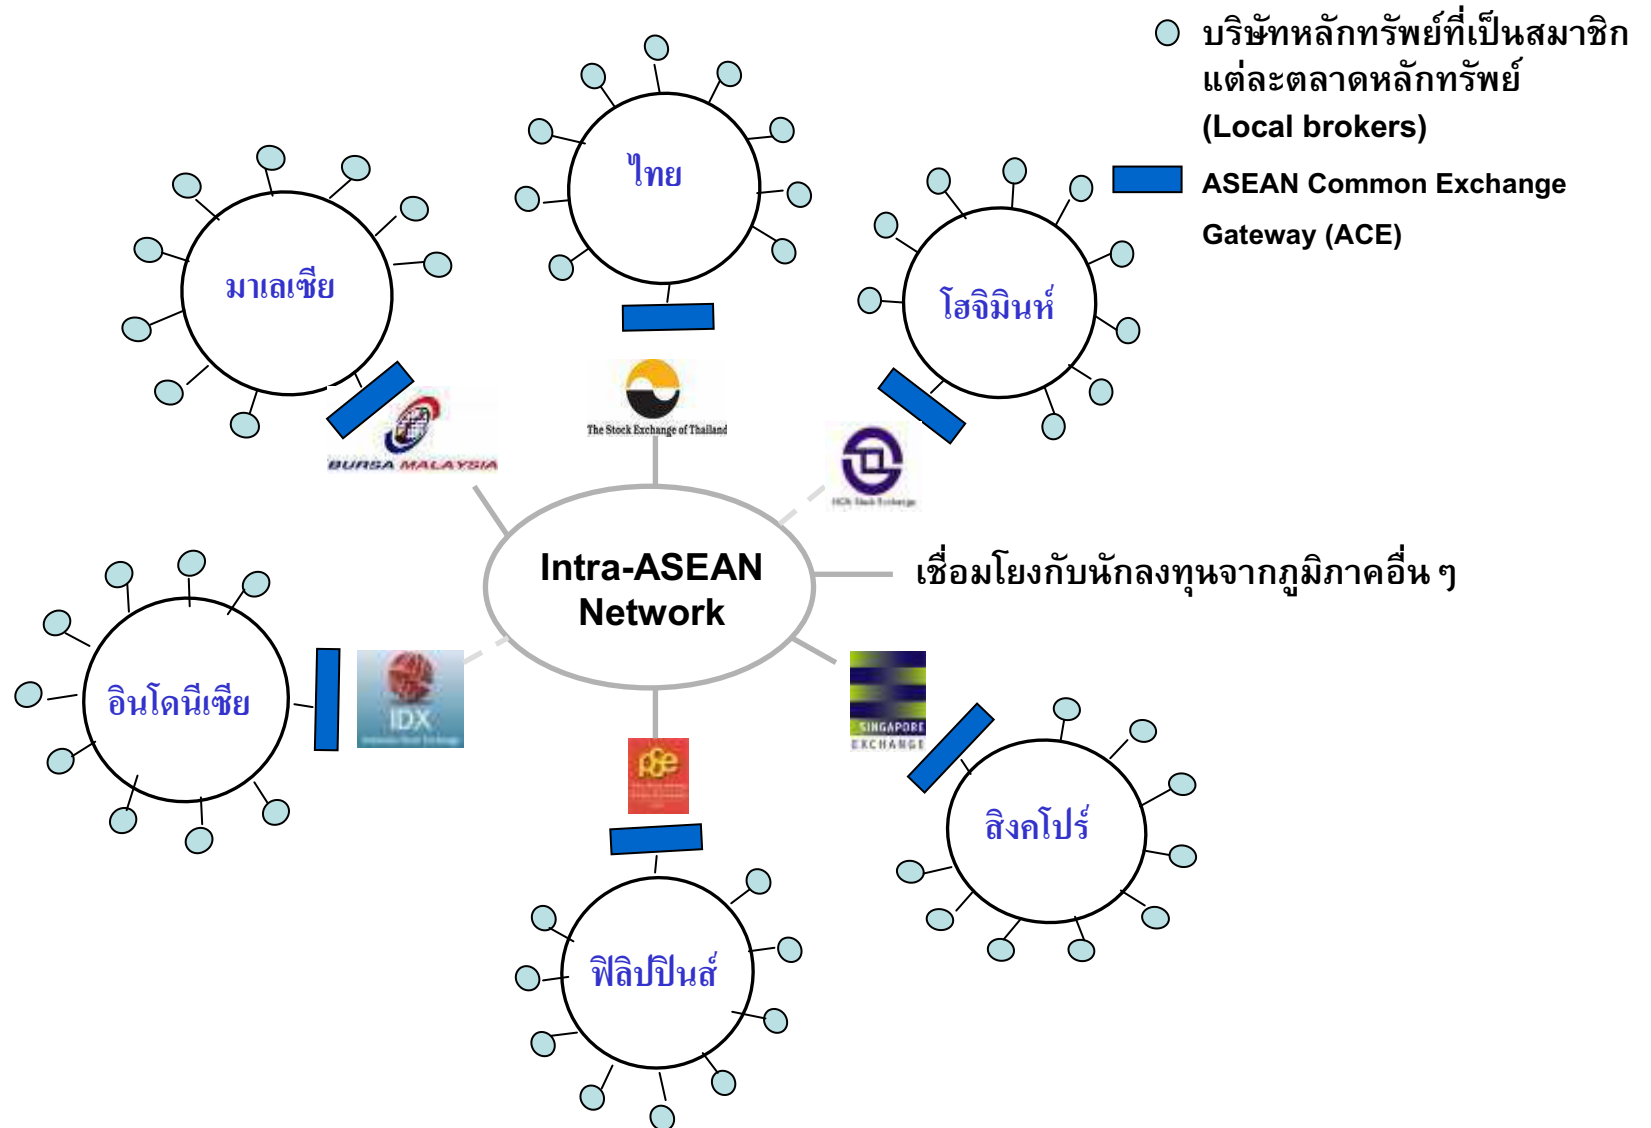 บริษัทหลักทรัพย์ที่เป็นสมาชิก
แต่ละตลาดหลักทรัพย์
(Local brokers)
ASEAN Common Exchange
Gateway (ACE)
ไทย
มาเลเซีย
โฮจิมินห์
The Stock Exchange of Thailand
BURSA MALAYSIA
Stock Exchange
Intra-ASEAN
Network
เชื่อมโยงกับนักลงทุนจากภูมิภาคอื่น ๆ
อินโดนีเซีย
IDX
SINGAPORE
EXCHANGE
pse
สิงคโปร์
ฟิลิปปินส์